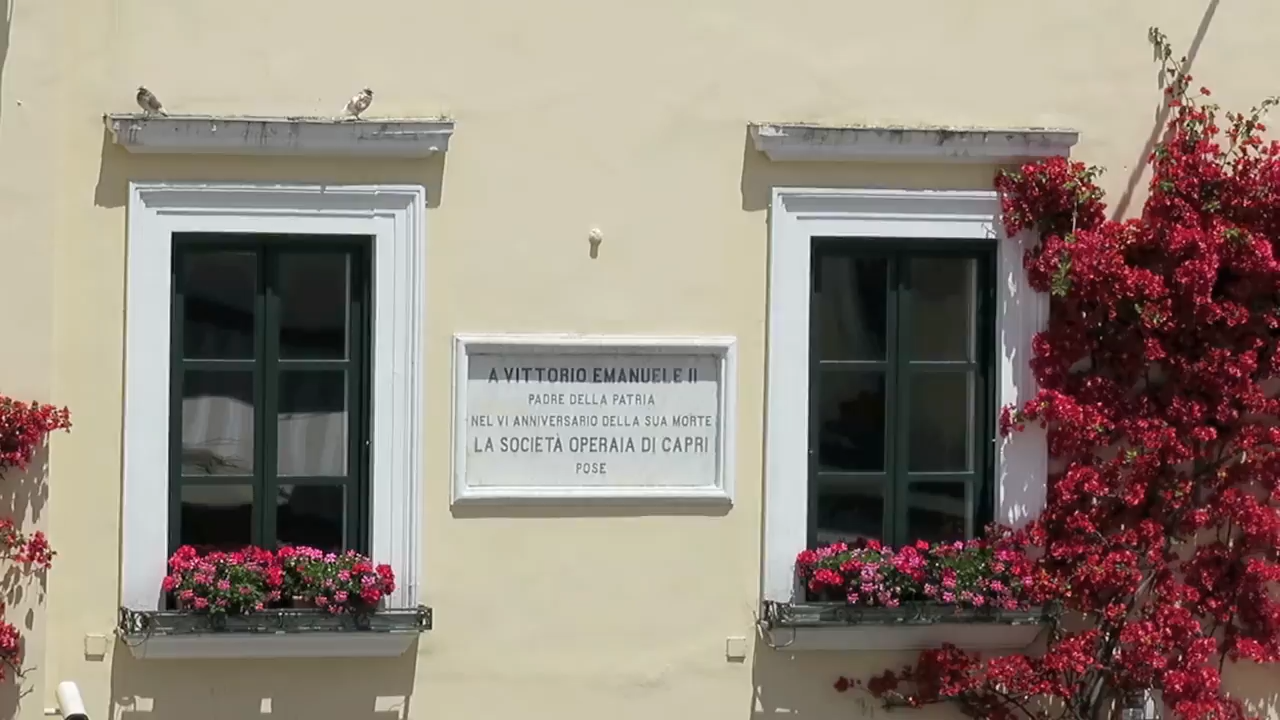 A VITTORIO EMANUELE II
PADRE DELLA PATRIA
NEL VI ANNIVERSARIO DELLA SUA MORTE
LA SOCIETÀ OPERAIA DI CAPRI
POSE